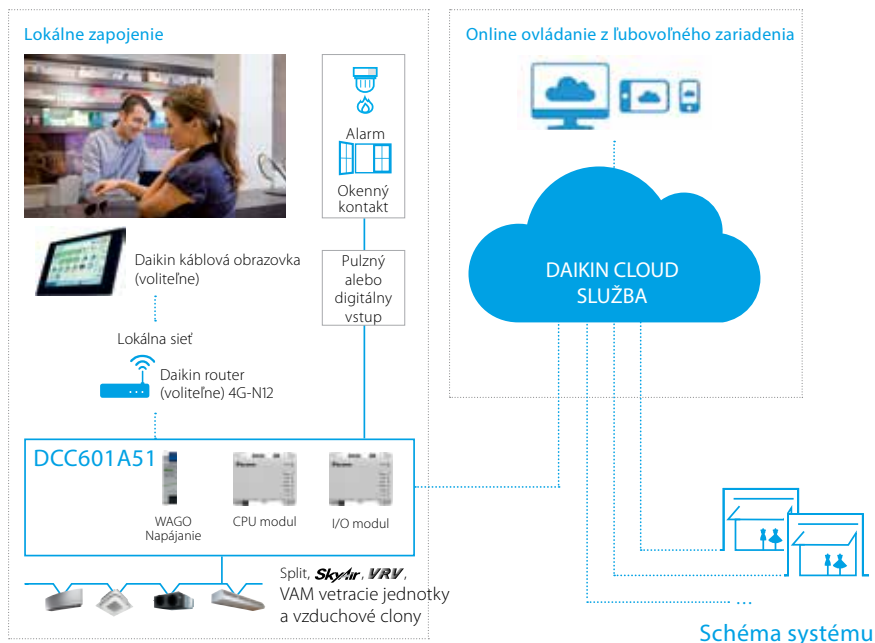 Lokálne zapojenie
Alarm
Okenný
kontakt
Daikin káblová obrazovka
(voliteľne)
Pulzný
alebo
digitálny
vstup
Lokálna sieť
Daikin router
(voliteľne) 4G-N12
DCC601A51
WAGO
Napájanie
CPU modul
I/O modul
Split, SkyAir, VRV,
VAM vetracie jednotky
a vzduchové clony
Online ovládanie z ľubovoľného zariadenia
DAIKIN CLOUD
SLUŽBA
...
Schéma systému